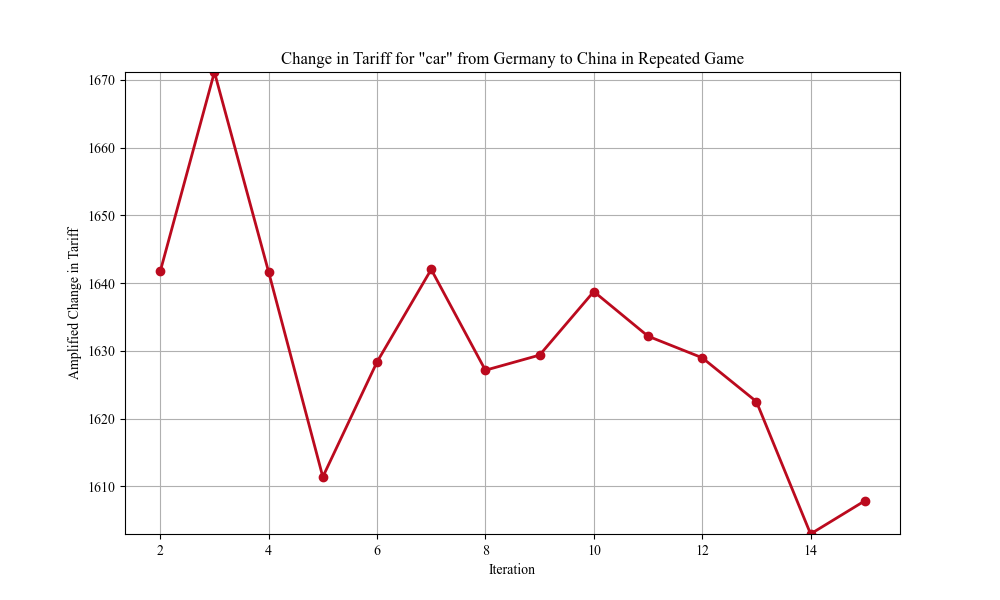 Change in Tariff for "car" from Germany to China in Repeated Game
1670
1660
1650
1640
1630
1620
1610
Amplified Change in Tariff
2 4 6 8 10 12 14
Iteration